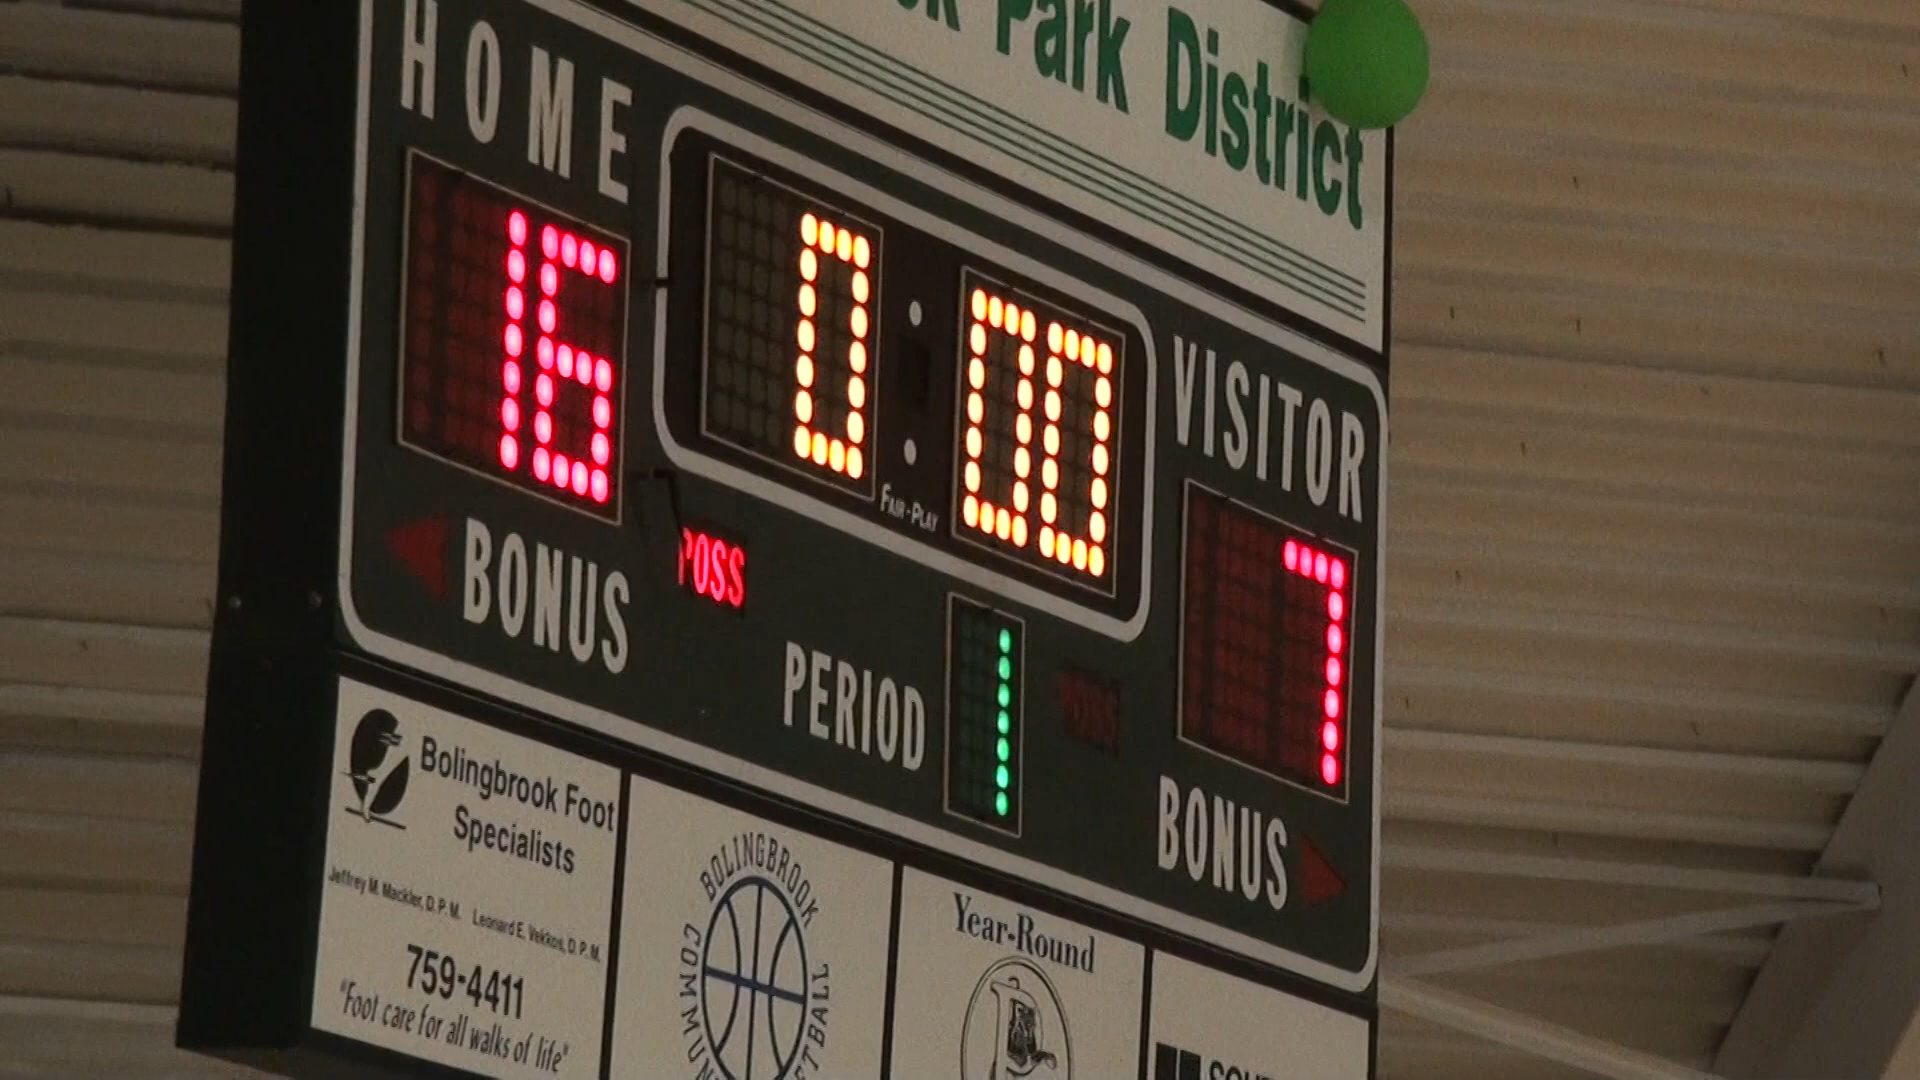 Park District
HOME
16
0:00
FAIR-PLAY
VISITOR
7
BONUS
POSS
PERIOD
1
POSS
BONUS
Bolingbrook Foot
Specialists
Jeffrey M. Mackler, D.P.M. Leonard E. Vekkos, D.P.M.
759-4411
"Foot care for all walks of life"
BOLINGBROOK
Year-Round